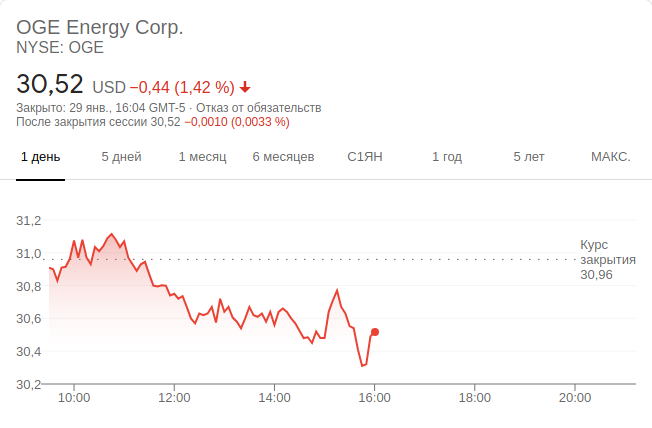 OGE Energy Corp.
NYSE: OGE
30,52 USD −0,44 (1,42 %)
Закрыто: 29 янв., 16:04 GMT-5 · Отказ от обязательств
После закрытия сессии 30,52 −0,0010 (0,0033 %)
1 день 5 дней 1 месяц 6 месяцев С1ЯН 1 год 5 лет МАКС.
31,2
31,0
30,8
30,6
30,4
30,2
Курс
закрытия
30,96
10:00 12:00 14:00 16:00 18:00 20:00